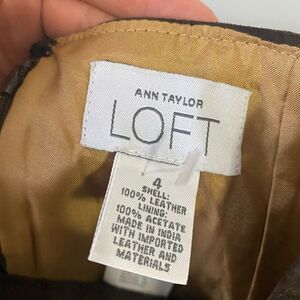 ANN TAYLOR
LOFT
4
SHELL:
100% LEATHER
LINING:
100% ACETATE
MADE IN INDIA
WITH IMPORTED
LEATHER AND
MATERIALS